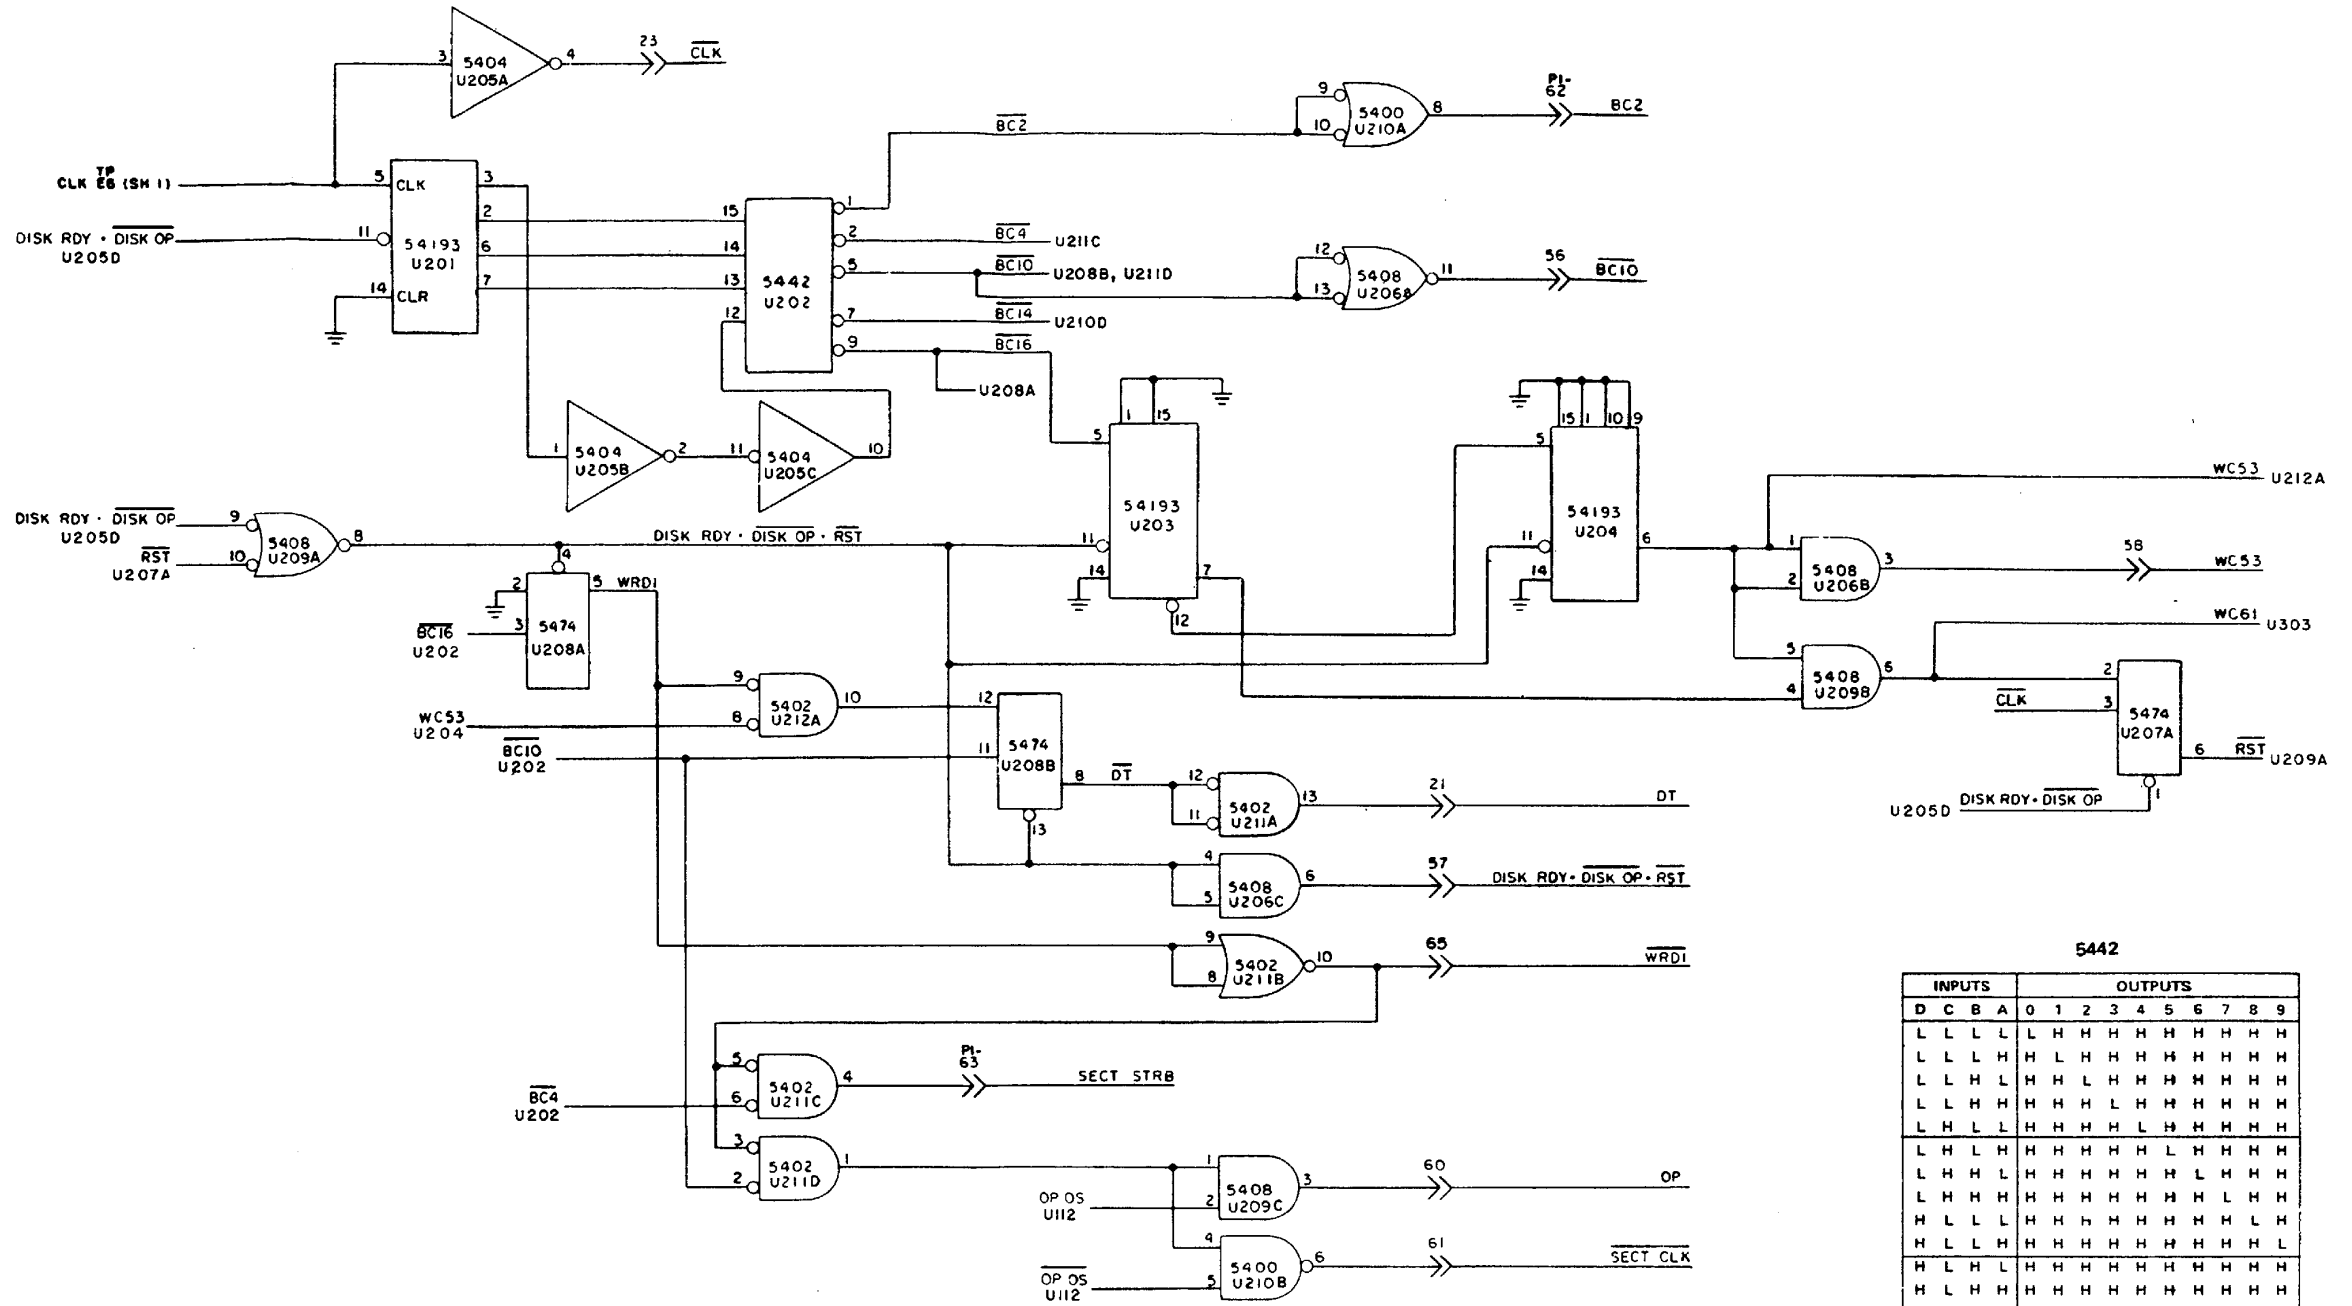 23
CLK
3
5404
U205A
4
TP
CLK E6 (SH 1)
5
CLK
3
2
54193
U201
6
7
11
DISK RDY · DISK OP
U205D
14
CLR
15
14
13
12
5442
U202
1
2
5
7
9
BC2
BC4
U211C
BC10
U208B, U211D
BC14
U210D
BC16
U208A
9
10
5400
U210A
8
P1-
62
BC2
12
13
5408
U206A
11
56
BC10
1
5404
U205B
2
11
5404
U205C
10
1
15
5
54193
U203
11
14
7
12
15
1
10
9
5
54193
U204
11
14
6
WC53
U212A
1
2
5408
U206B
3
58
WC53
WC61
U303
5
4
5408
U209B
6
2
CLK
3
5474
U207A
6
RST
U209A
1
U205D
DISK RDY · DISK OP
DISK RDY · DISK OP
U205D
9
RST
U207A
10
5408
U209A
8
DISK RDY · DISK OP · RST
4
2
5
WRD1
BC16
U202
3
5474
U208A
9
WC53
U204
8
5402
U212A
10
BC10
U202
12
11
5474
U208B
8
DT
13
12
11
5402
U211A
13
21
DT
4
5
5408
U206C
6
57
DISK RDY · DISK OP · RST
9
8
5402
U211B
10
65
WRD1
5
BC4
U202
6
5402
U211C
4
P1-
63
SECT STRB
3
2
5402
U211D
1
1
OP OS
U112
2
5408
U209C
3
60
OP
4
OP OS
U112
5
5400
U210B
6
61
SECT CLK
5442
INPUTS OUTPUTS
D C B A 0 1 2 3 4 5 6 7 8 9
L L L L L H H H H H H H H H
L L L H H L H H H H H H H H
L L H L H H L H H H H H H H
L L H H H H H L H H H H H H
L H L L H H H H L H H H H H
L H L H H H H H H L H H H H
L H H L H H H H H H L H H H
L H H H H H H H H H H L H H
H L L L H H H H H H H H L H
H L L H H H H H H H H H H L
H L H L H H H H H H H H H H
H L H H H H H H H H H H H H